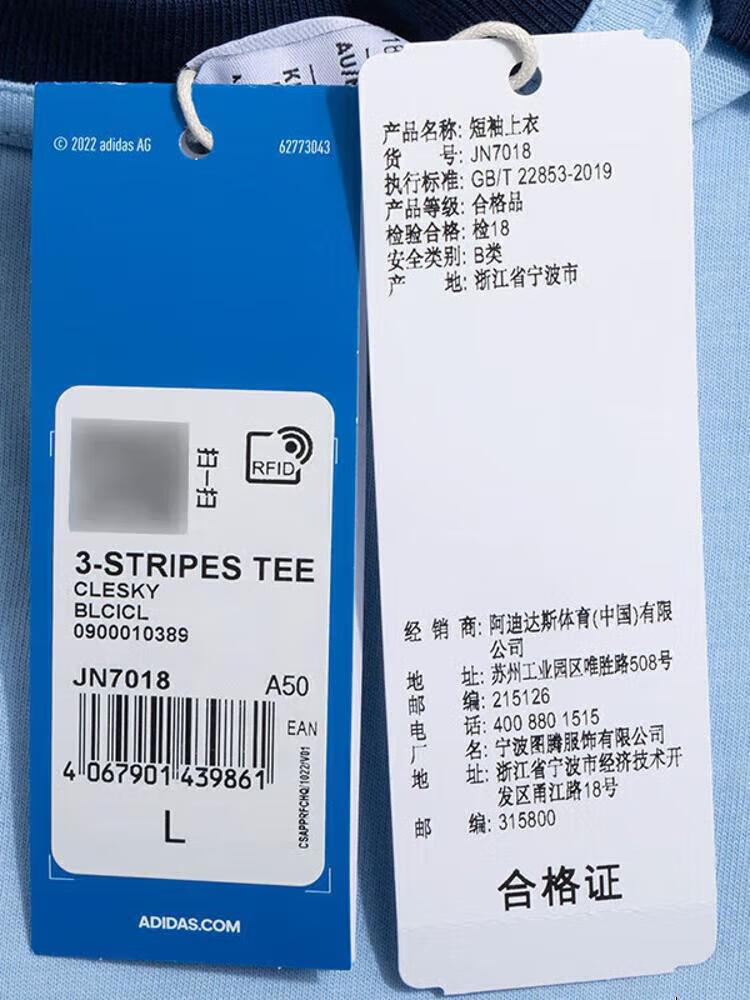 © 2022 adidas AG
62773043
扫一扫
RFID
3-STRIPES TEE
CLESKY
BLCICL
0900010389
JN7018
A50
EAN
4 067901 439861
CSAPPRFCHQ/1022/V01
L
ADIDAS.COM
产品名称: 短袖上衣
货 号: JN7018
执行标准: GB/T 22853-2019
产品等级: 合格品
检验合格: 检18
安全类别: B类
产 地: 浙江省宁波市
经 销 商: 阿迪达斯体育(中国)有限
公司
地 址: 苏州工业园区唯胜路508号
邮 编: 215126
电 话: 400 880 1515
厂 名: 宁波图腾服饰有限公司
地 址: 浙江省宁波市经济技术开
发区甬江路18号
邮 编: 315800
合格证